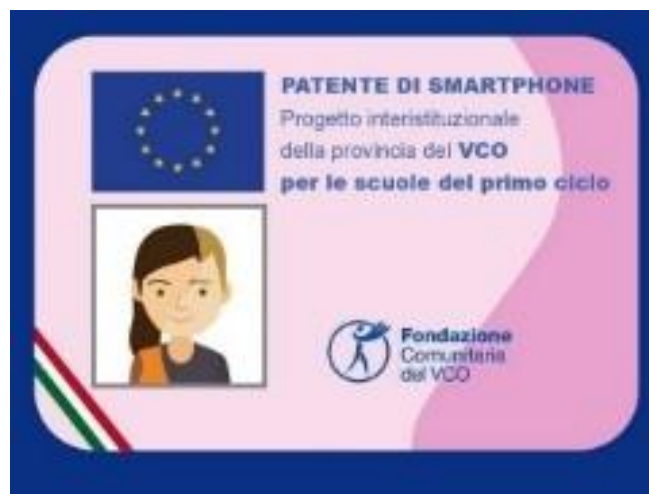 PATENTE DI SMARTPHONE
Progetto interistituzionale
della provincia del VCO
per le scuole del primo ciclo
Fondazione
Comunitaria
del VCO